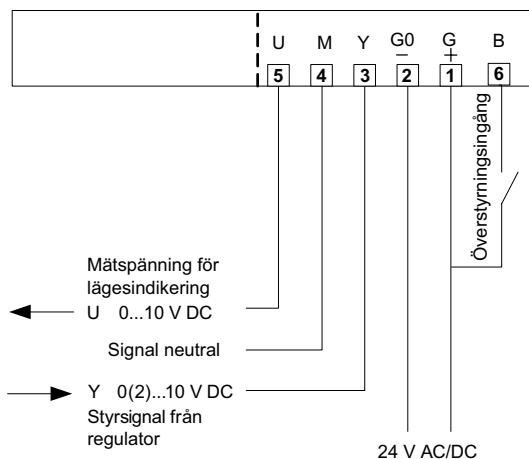 U M Y G0 G B
− +
5 4 3 2 1 6
Överstyrningsingång
Mätspänning för
lägesindikering
U 0...10 V DC
Signal neutral
Y 0(2)...10 V DC
Styrsignal från
regulator
24 V AC/DC